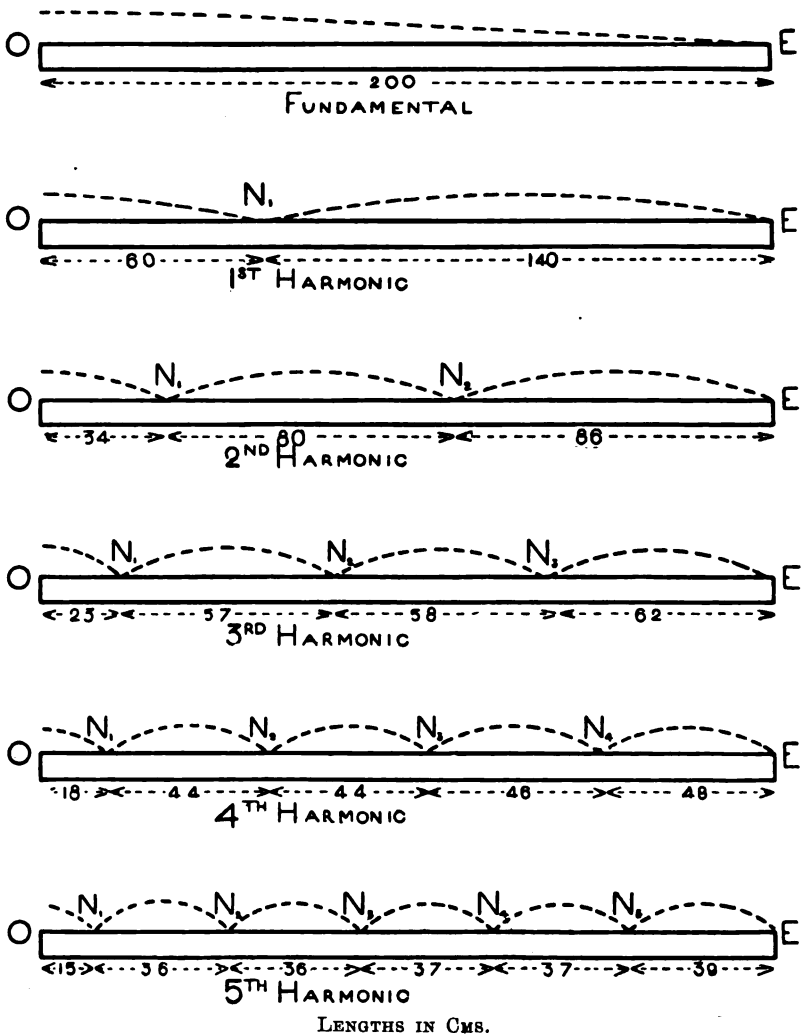 O E
200
FUNDAMENTAL
N₁
O E
60 140
1ST HARMONIC
N₁ N₂
O E
34 80 86
2ND HARMONIC
N₁ N₂ N₃
O E
23 57 58 62
3RD HARMONIC
N₁ N₂ N₃ N₄
O E
18 44 44 46 48
4TH HARMONIC
N₁ N₂ N₃ N₄ N₅
O E
15 36 36 37 37 39
5TH HARMONIC
LENGTHS IN CMS.